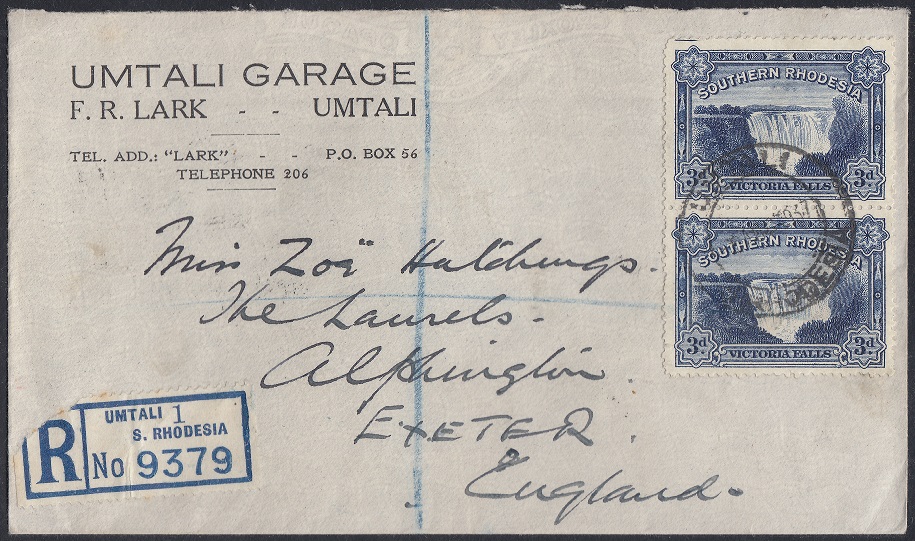 UMTALI GARAGE
F. R. LARK - - UMTALI
TEL. ADD.: "LARK" - - P.O. BOX 56
TELEPHONE 206
SOUTHERN RHODESIA
3d VICTORIA FALLS 3d
SOUTHERN RHODESIA
3d VICTORIA FALLS 3d
Miss Zoë Hutchings.
The Laurels.
Alphington.
EXETER.
England.
R
UMTALI 1
S. RHODESIA
No 9379